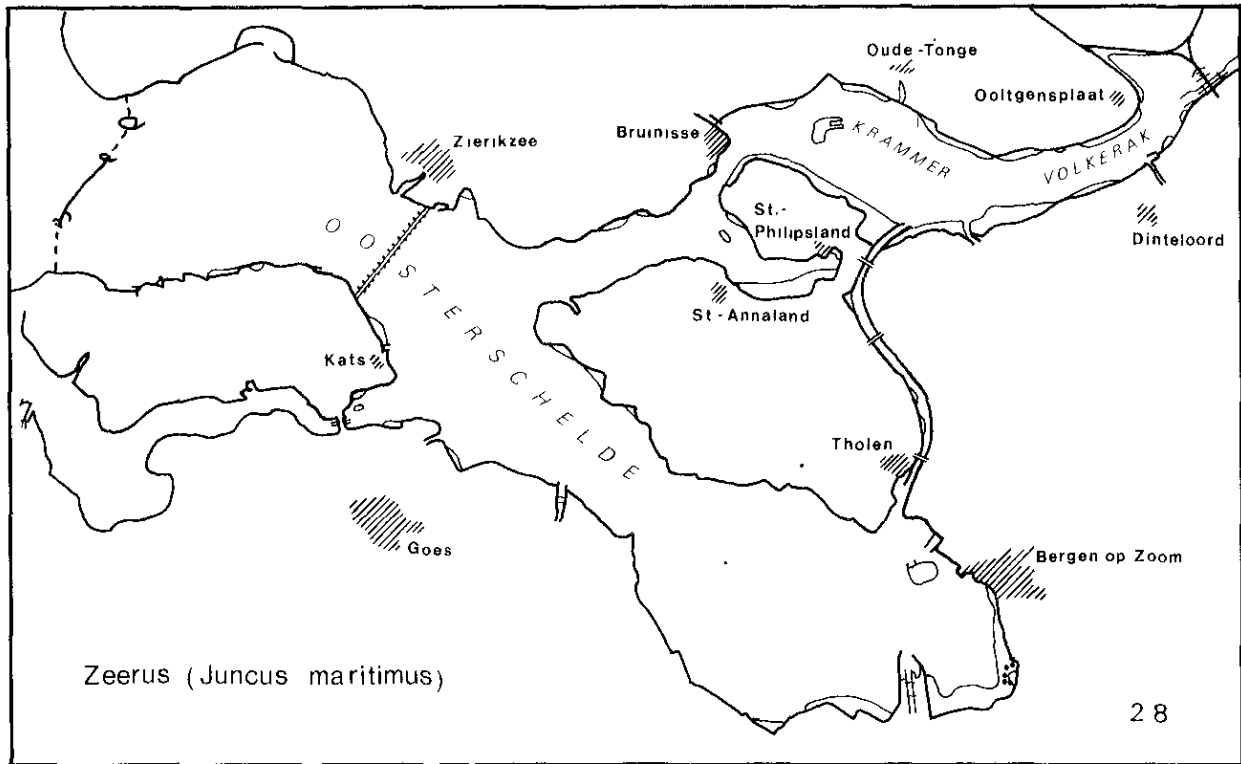 Oude-Tonge
Ooltgensplaat
Zierikzee
Bruinisse
KRAMMER
VOLKERAK
St.-
Philipsland
Dinteloord
OOSTERSCHELDE
St-Annaland
Kats
Tholen
Goes
Bergen op Zoom
Zeerus (Juncus maritimus)
28